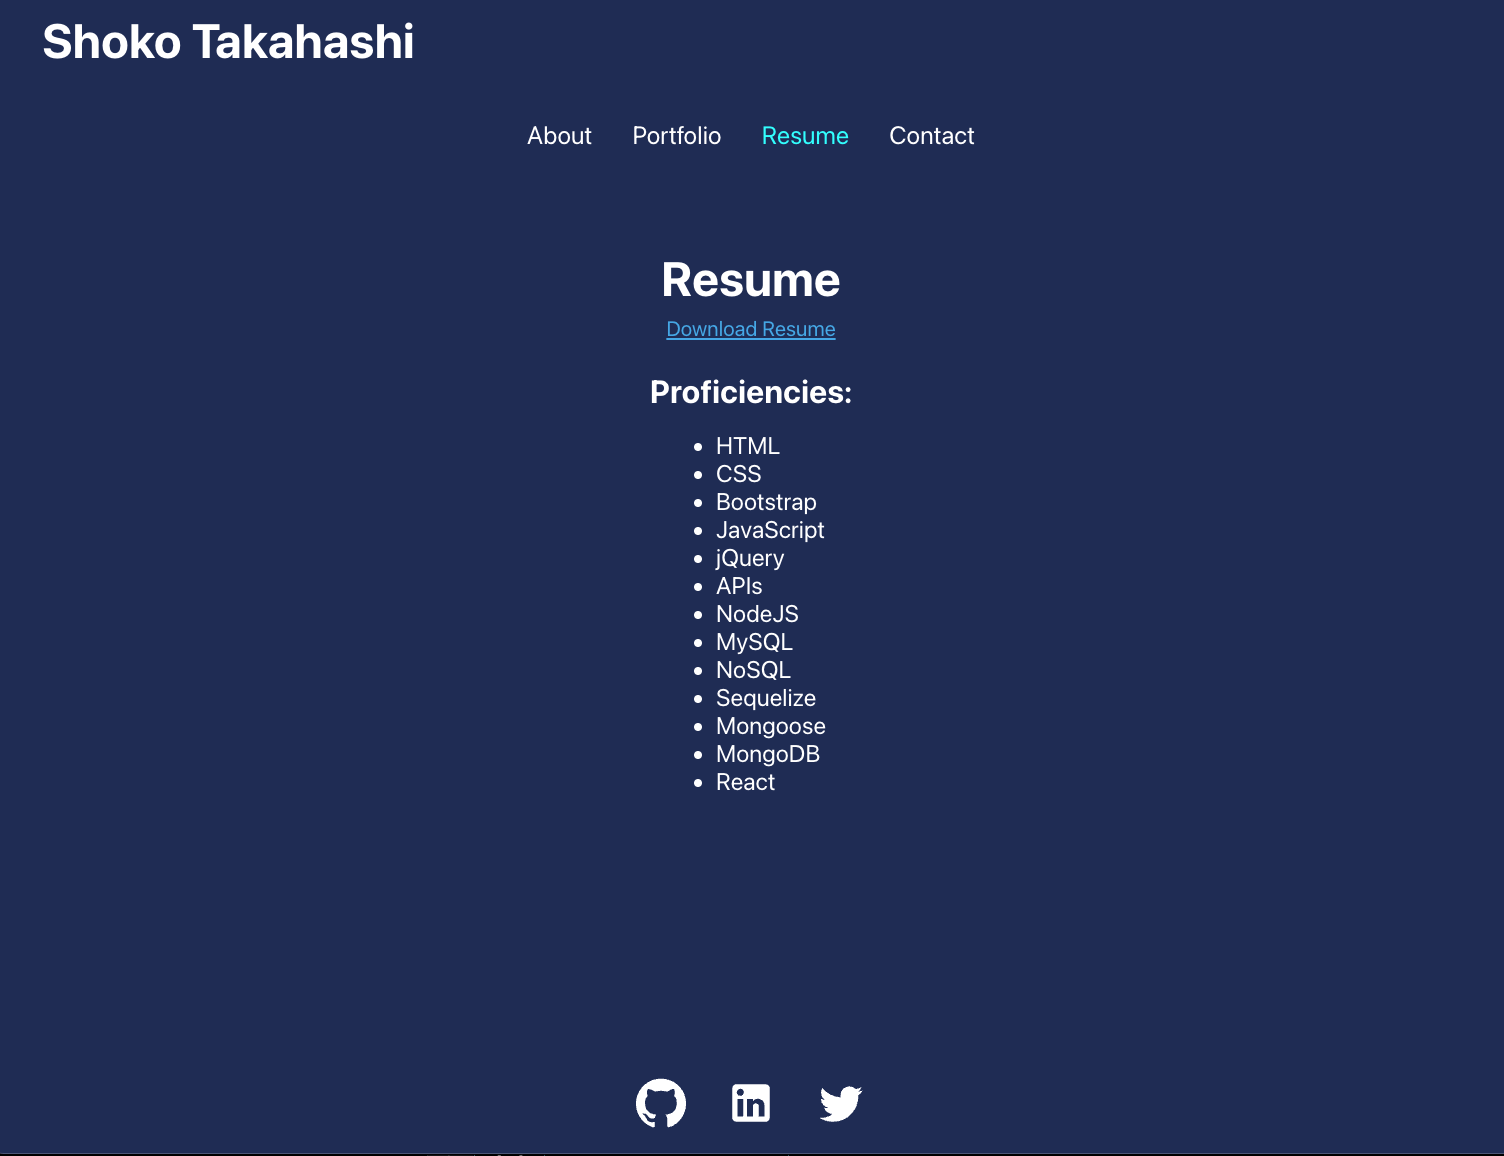 Shoko Takahashi
About Portfolio Resume Contact
Resume
Download Resume
Proficiencies:
• HTML
• CSS
• Bootstrap
• JavaScript
• jQuery
• APIs
• NodeJS
• MySQL
• NoSQL
• Sequelize
• Mongoose
• MongoDB
• React
in